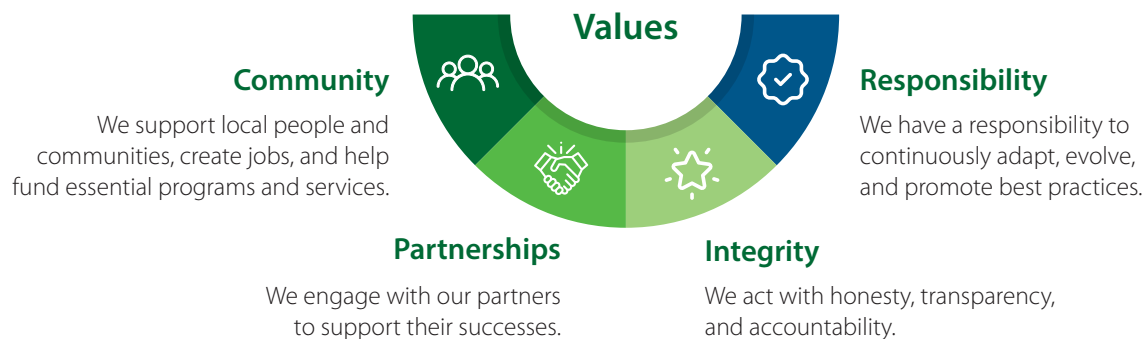 Values
Community
We support local people and
communities, create jobs, and help
fund essential programs and services.
Partnerships
We engage with our partners
to support their successes.
Integrity
We act with honesty, transparency,
and accountability.
Responsibility
We have a responsibility to
continuously adapt, evolve,
and promote best practices.